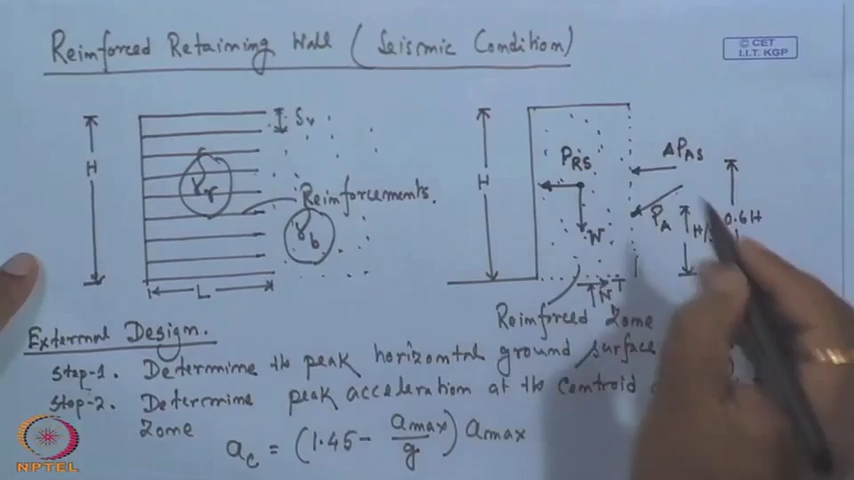 Reinforced Retaining Wall (Seismic Condition)
© CET
I.I.T. KGP
H
Sv
γr
Reinforcements.
γb
L
H
PRS
W
ΔPAS
PA
H/
0.6H
N T
Reinforced Zone
External Design.
Step-1. Determine the peak horizontal ground surface
Step-2. Determine peak acceleration at the Centroid
Zone
ac = (1.45 - amax/g) amax
NPTEL